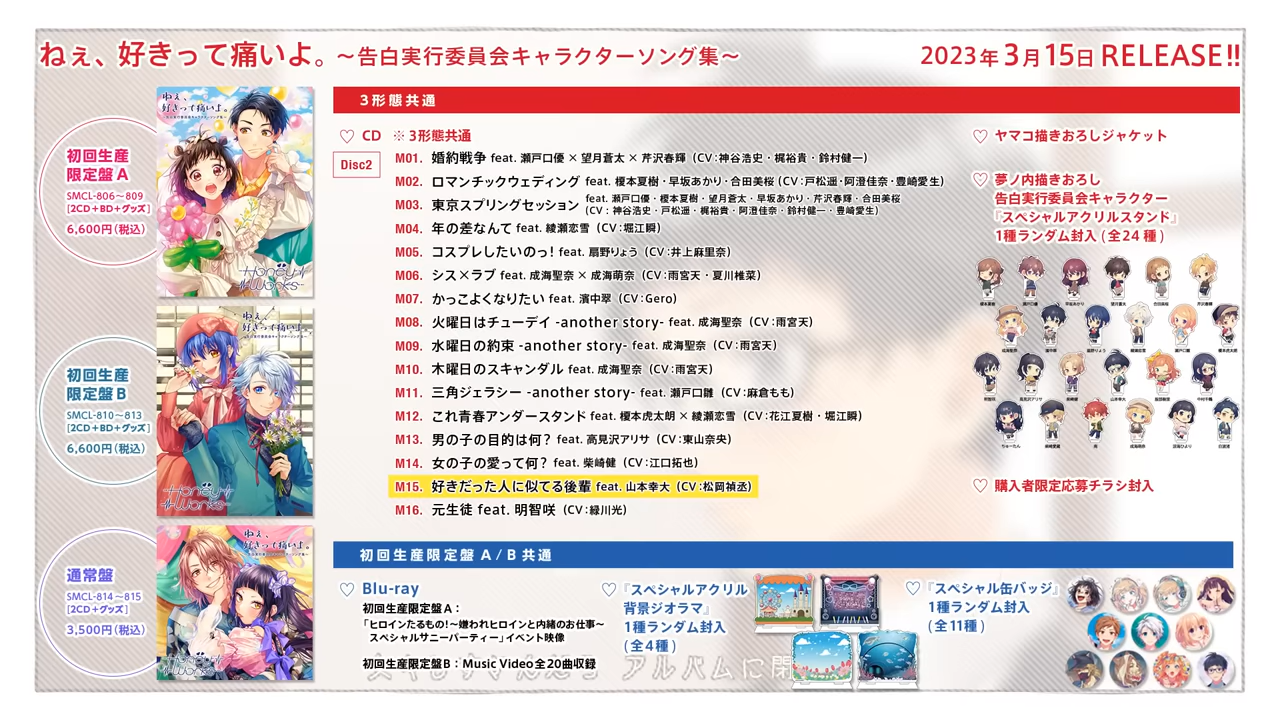 ねぇ、好きって痛いよ。〜告白実行委員会キャラクターソング集〜
2023年3月15日 RELEASE!!
初回生産
限定盤A
SMCL-806〜809
[2CD+BD+グッズ]
6,600円(税込)
初回生産
限定盤B
SMCL-810〜813
[2CD+BD+グッズ]
6,600円(税込)
通常盤
SMCL-814〜815
[2CD+グッズ]
3,500円(税込)
ねぇ、
好きって痛いよ。
HoneyWorks
ねぇ、
好きって痛いよ。
HoneyWorks
ねぇ、
好きって痛いよ。
HoneyWorks
3形態共通
♡ CD ※3形態共通
Disc2
M01. 婚約戦争 feat. 瀬戸口優 × 望月蒼太 × 芹沢春輝 (CV:神谷浩史・梶裕貴・鈴村健一)
M02. ロマンチックウェディング feat. 榎本夏樹・早坂あかり・合田美桜 (CV:戸松遥・阿澄佳奈・豊崎愛生)
M03. 東京スプリングセッション feat. 瀬戸口優・榎本夏樹・望月蒼太・早坂あかり・芹沢春輝・合田美桜
(CV:神谷浩史・戸松遥・梶裕貴・阿澄佳奈・鈴村健一・豊崎愛生)
M04. 年の差なんて feat. 綾瀬恋雪 (CV:堀江瞬)
M05. コスプレしたいのっ! feat. 扇野りょう (CV:井上麻里奈)
M06. シス×ラブ feat. 成海聖奈 × 成海萌奈 (CV:雨宮天・夏川椎菜)
M07. かっこよくなりたい feat. 濱中翠 (CV:Gero)
M08. 火曜日はチューデイ -another story- feat. 成海聖奈 (CV:雨宮天)
M09. 水曜日の約束 -another story- feat. 成海聖奈 (CV:雨宮天)
M10. 木曜日のスキャンダル feat. 成海聖奈 (CV:雨宮天)
M11. 三角ジェラシー -another story- feat. 瀬戸口雛 (CV:麻倉もも)
M12. これ青春アンダースタンド feat. 榎本虎太朗 × 綾瀬恋雪 (CV:花江夏樹・堀江瞬)
M13. 男の子の目的は何? feat. 高見沢アリサ (CV:東山奈央)
M14. 女の子の愛って何? feat. 柴崎健 (CV:江口拓也)
M15. 好きだった人に似てる後輩 feat. 山本幸大 (CV:松岡禎丞)
M16. 元生徒 feat. 明智咲 (CV:緑川光)
♡ ヤマコ描きおろしジャケット
♡ 夢ノ内描きおろし
告白実行委員会キャラクター
『スペシャルアクリルスタンド』
1種ランダム封入(全24種)
♡ 購入者限定応募チラシ封入
初回生産限定盤A/B共通
♡ Blu-ray
初回生産限定盤A:
「ヒロインたるもの!〜嫌われヒロインと内緒のお仕事〜
スペシャルサニーパーティー」イベント映像
初回生産限定盤B:Music Video全20曲収録
♡『スペシャルアクリル
背景ジオラマ』
1種ランダム封入
(全4種)
♡『スペシャル缶バッジ』
1種ランダム封入
(全11種)